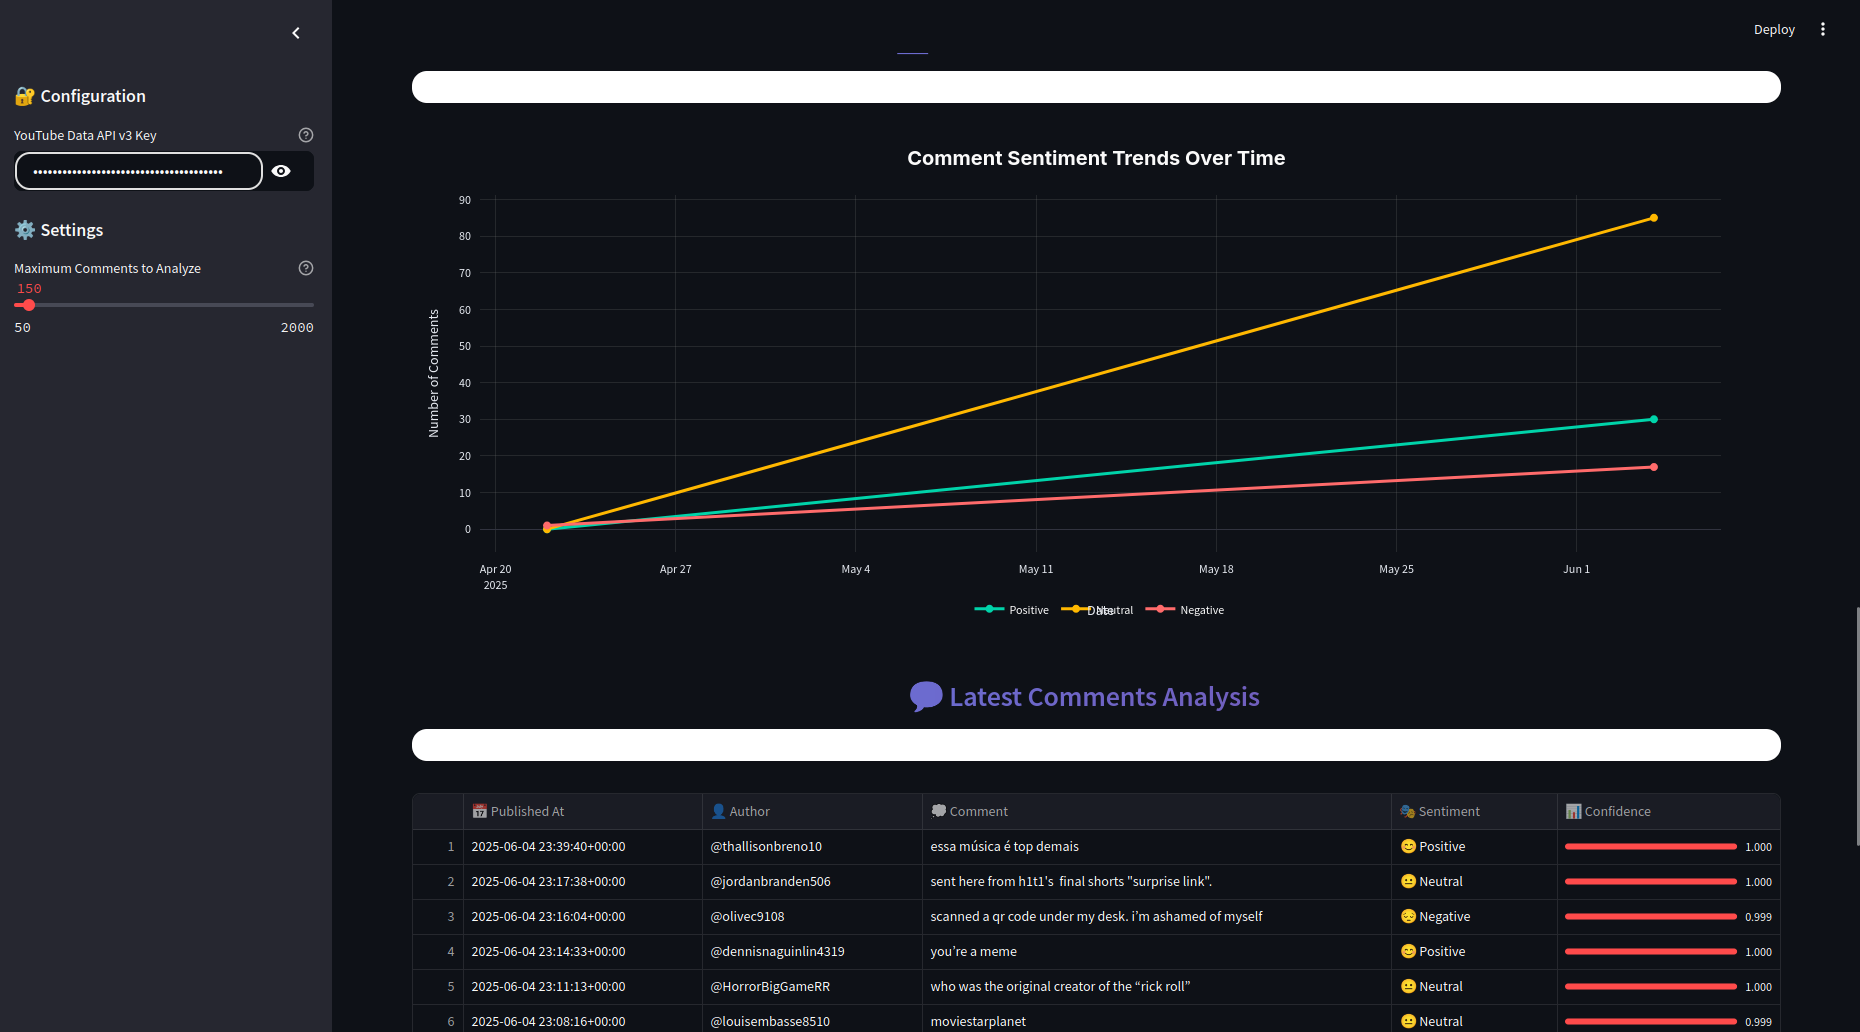 Deploy
🔐 Configuration
YouTube Data API v3 Key
••••••••••••••••••••••••••••••••••••••
⚙️ Settings
Maximum Comments to Analyze
150
50 2000
Comment Sentiment Trends Over Time
Number of Comments
90
80
70
60
50
40
30
20
10
0
Apr 20 Apr 27 May 4 May 11 May 18 May 25 Jun 1
2025
Date
Positive Neutral Negative
💬 Latest Comments Analysis
📅 Published At 👤 Author 💭 Comment 🎭 Sentiment 📊 Confidence
1 2025-06-04 23:39:40+00:00 @thallisonbreno10 essa música é top demais 😊 Positive 1.000
2 2025-06-04 23:17:38+00:00 @jordanbranden506 sent here from h1t1's final shorts "surprise link". 😐 Neutral 1.000
3 2025-06-04 23:16:04+00:00 @olivec9108 scanned a qr code under my desk. i’m ashamed of myself 😔 Negative 0.999
4 2025-06-04 23:14:33+00:00 @dennisnaguinlin4319 you’re a meme 😊 Positive 1.000
5 2025-06-04 23:11:13+00:00 @HorrorBigGameRR who was the original creator of the “rick roll” 😐 Neutral 1.000
6 2025-06-04 23:08:16+00:00 @louisembasse8510 moviestarplanet 😐 Neutral 0.999